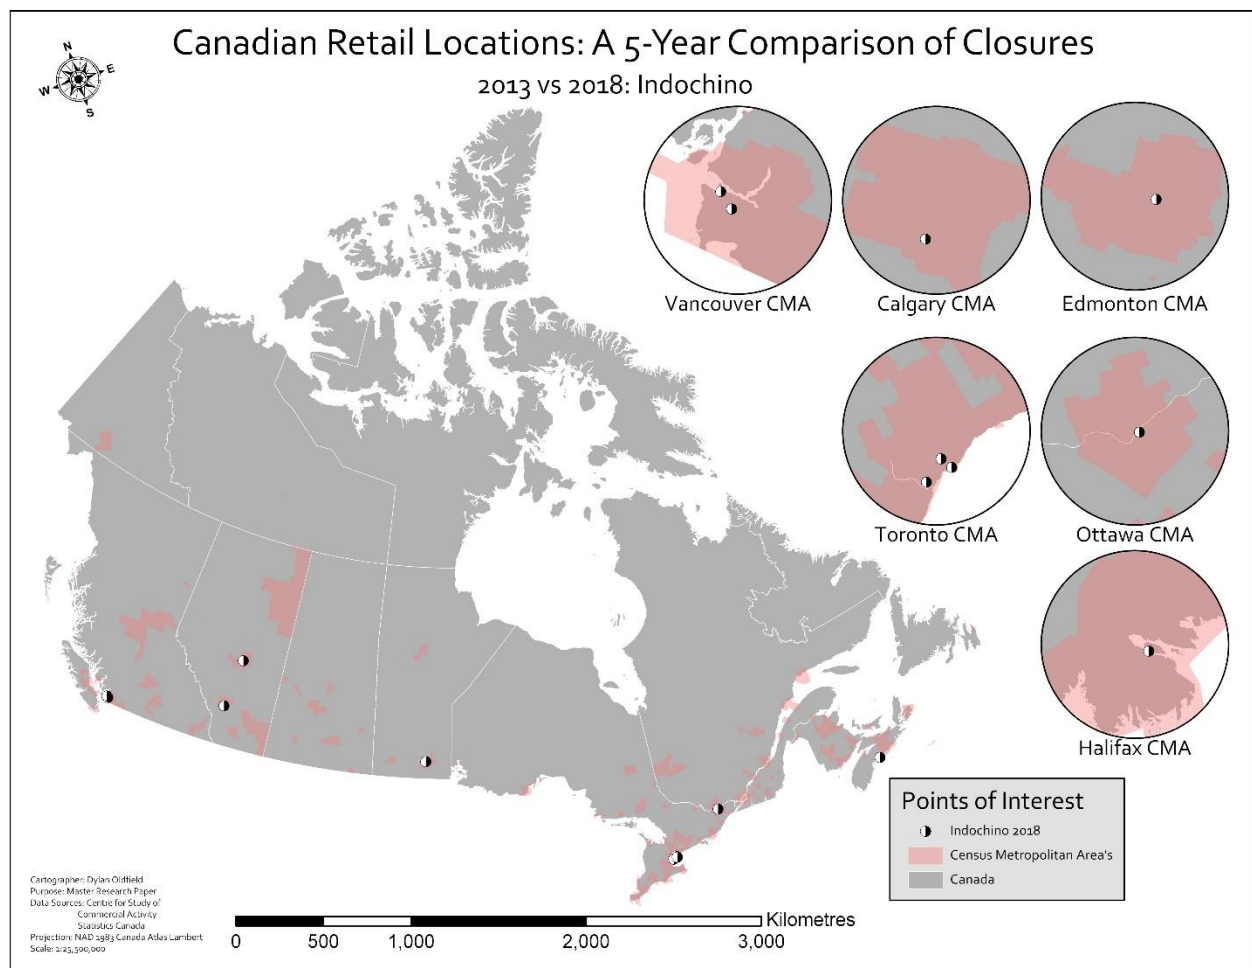 Canadian Retail Locations: A 5-Year Comparison of Closures
2013 vs 2018: Indochino
N
E
W
S
Vancouver CMA
Calgary CMA
Edmonton CMA
Toronto CMA
Ottawa CMA
Halifax CMA
Points of Interest
Indochino 2018
Census Metropolitan Area's
Canada
Cartographer: Dylan Oldfield
Purpose: Master Research Paper
Data Sources: Centre for Study of
Commercial Activity
Statistics Canada
Projection: NAD 1983 Canada Atlas Lambert
Scale: 1:25,500,000
Kilometres
0 500 1,000 2,000 3,000